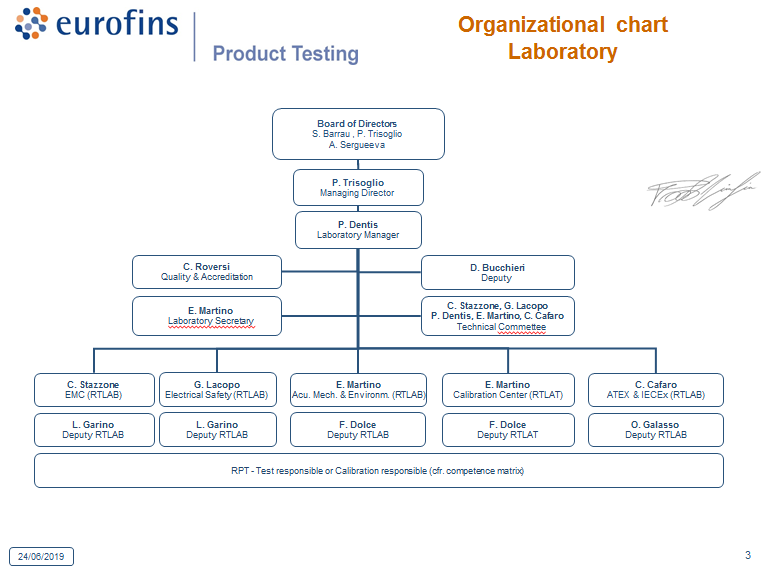 eurofins
Product Testing
Organizational chart
Laboratory
Board of Directors
S. Barrau , P. Trisoglio
A. Sergueeva
P. Trisoglio
Managing Director
P. Dentis
Laboratory Manager
C. Roversi
Quality & Accreditation
D. Bucchieri
Deputy
E. Martino
Laboratory Secretary
C. Stazzone, G. Lacopo
P. Dentis, E. Martino, C. Cafaro
Technical Commettee
C. Stazzone
EMC (RTLAB)
G. Lacopo
Electrical Safety (RTLAB)
E. Martino
Acu. Mech. & Environm. (RTLAB)
E. Martino
Calibration Center (RTLAT)
C. Cafaro
ATEX & IECEx (RTLAB)
L. Garino
Deputy RTLAB
L. Garino
Deputy RTLAB
F. Dolce
Deputy RTLAB
F. Dolce
Deputy RTLAT
O. Galasso
Deputy RTLAB
RPT - Test responsible or Calibration responsible (cfr. competence matrix)
24/06/2019
3